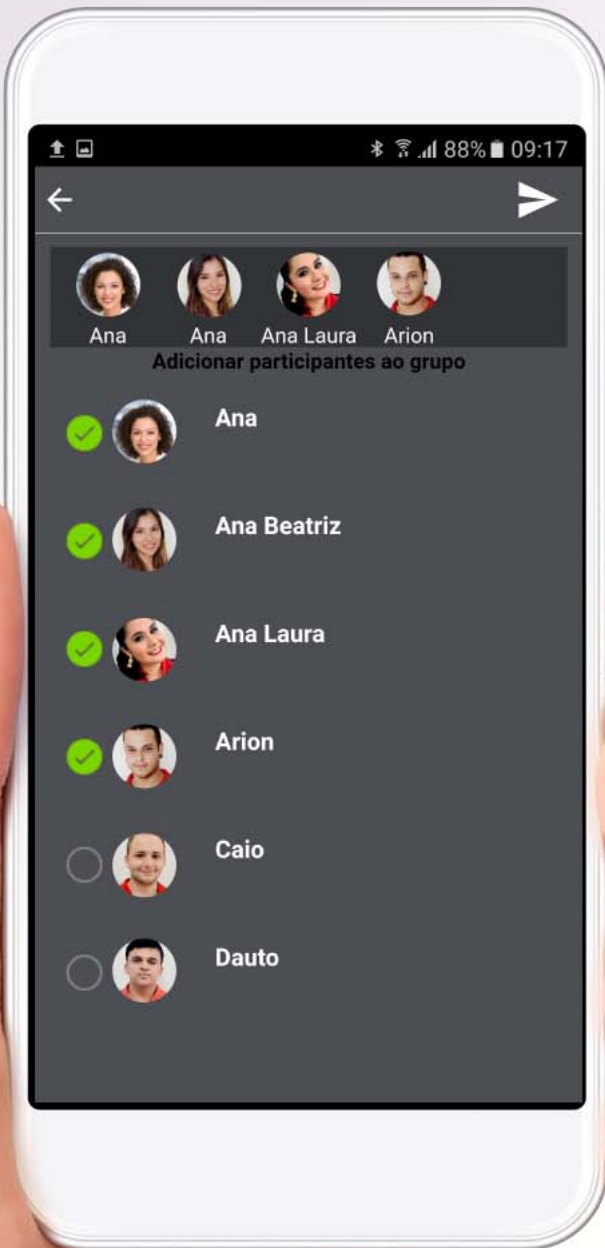 88% 09:17
Ana Ana Ana Laura Arion
Adicionar participantes ao grupo
Ana
Ana Beatriz
Ana Laura
Arion
Caio
Dauto